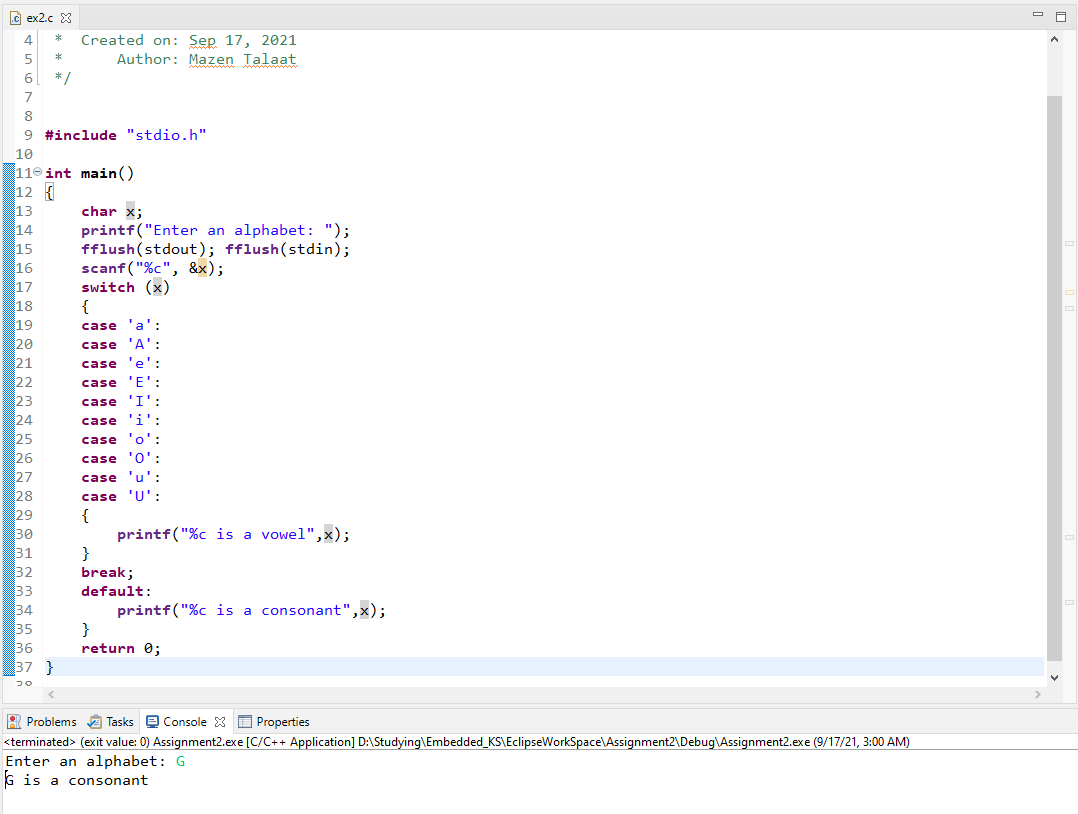 ex2.c
4 *  Created on: Sep 17, 2021
5 *      Author: Mazen Talaat
6 */
7
8
9 #include "stdio.h"
10
11 int main()
12 {
13     char x;
14     printf("Enter an alphabet: ");
15     fflush(stdout); fflush(stdin);
16     scanf("%c", &x);
17     switch (x)
18     {
19     case 'a':
20     case 'A':
21     case 'e':
22     case 'E':
23     case 'I':
24     case 'i':
25     case 'o':
26     case 'O':
27     case 'u':
28     case 'U':
29     {
30         printf("%c is a vowel",x);
31     }
32     break;
33     default:
34         printf("%c is a consonant",x);
35     }
36     return 0;
37 }
38
Problems Tasks Console Properties
<terminated> (exit value: 0) Assignment2.exe [C/C++ Application] D:\Studying\Embedded_KS\EclipseWorkSpace\Assignment2\Debug\Assignment2.exe (9/17/21, 3:00 AM)
Enter an alphabet: G
G is a consonant